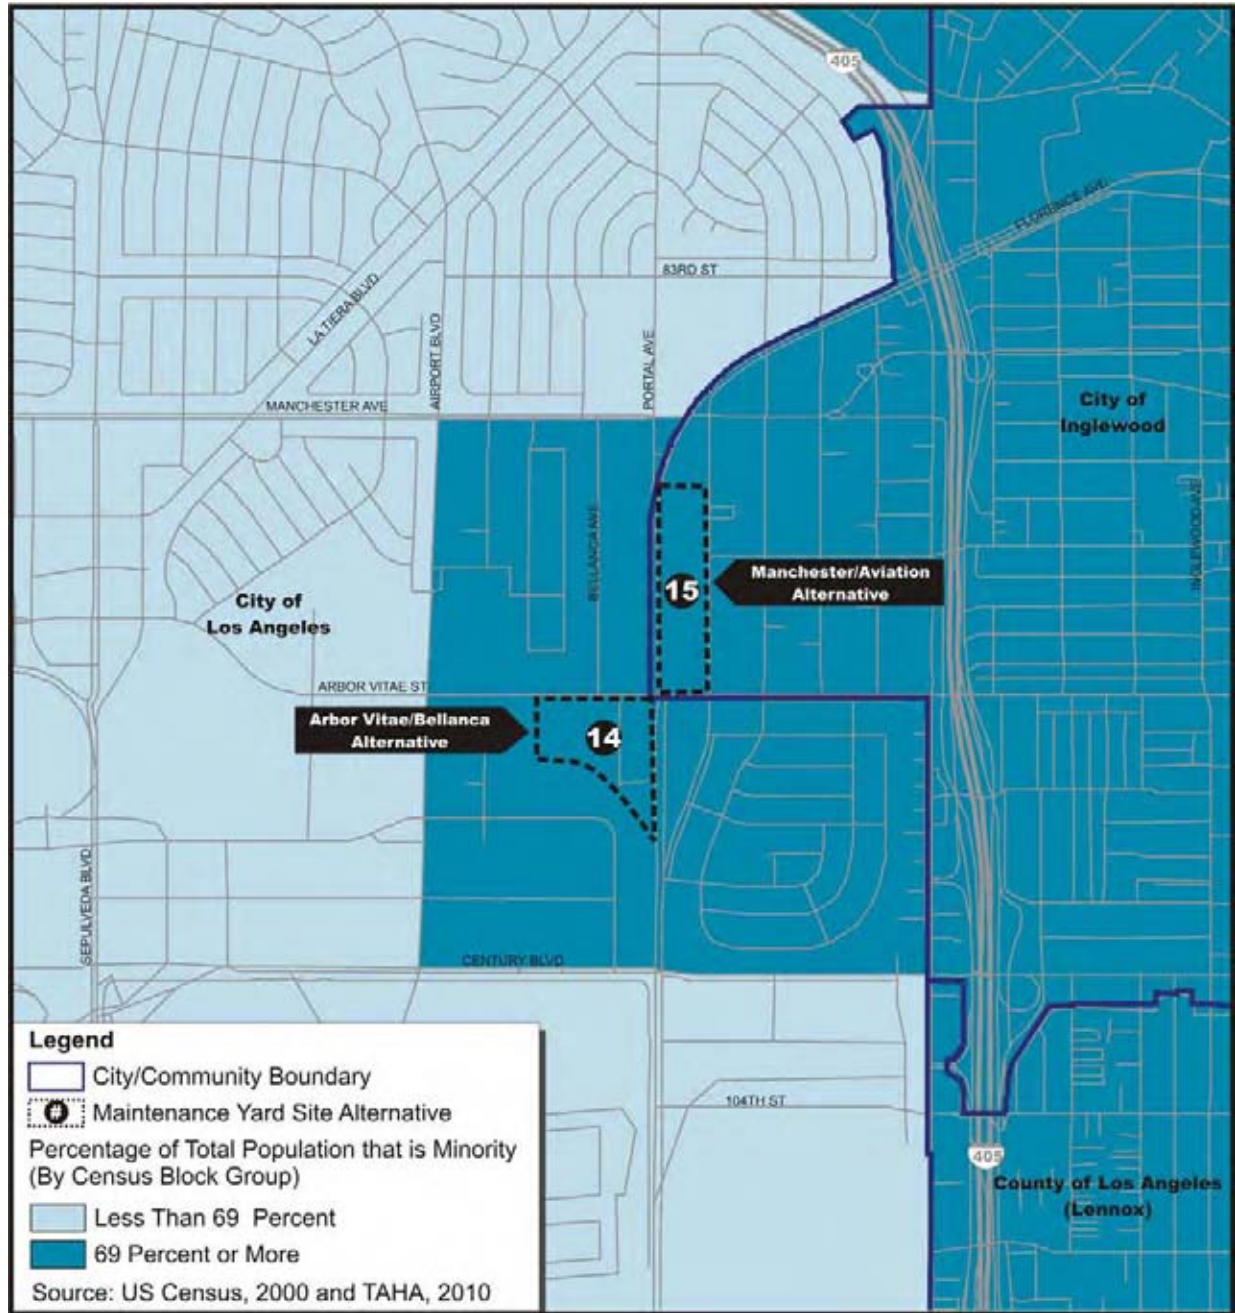 405
FLORENCE AVE
83RD ST
LA TIERA BLVD
AIRPORT BLVD
PORTAL AVE
MANCHESTER AVE
City of
Inglewood
INGLEWOOD AVE
BELLANCA AVE
15
Manchester/Aviation
Alternative
City of
Los Angeles
ARBOR VITAE ST
Arbor Vitae/Bellanca
Alternative
14
SEPULVEDA BLVD
CENTURY BLVD
104TH ST
405
County of Los Angeles
(Lennox)
Legend
City/Community Boundary
# Maintenance Yard Site Alternative
Percentage of Total Population that is Minority
(By Census Block Group)
Less Than 69 Percent
69 Percent or More
Source: US Census, 2000 and TAHA, 2010